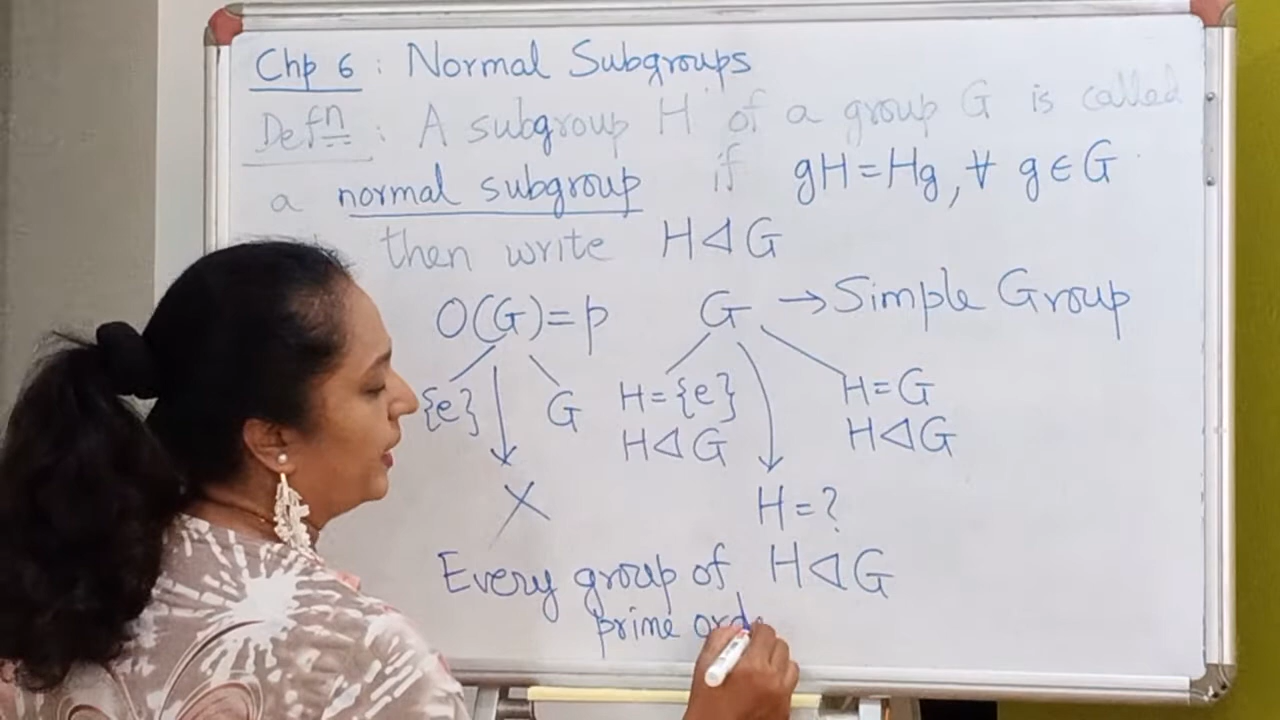 Chp 6 : Normal Subgroups
Defn : A subgroup H of a group G is called
a normal subgroup if gH=Hg, ∀ g∈G
then write H◁G
O(G)=p G →Simple Group
{e} G H={e} H=G
H◁G H◁G
X H=?
Every group of H◁G
prime ord